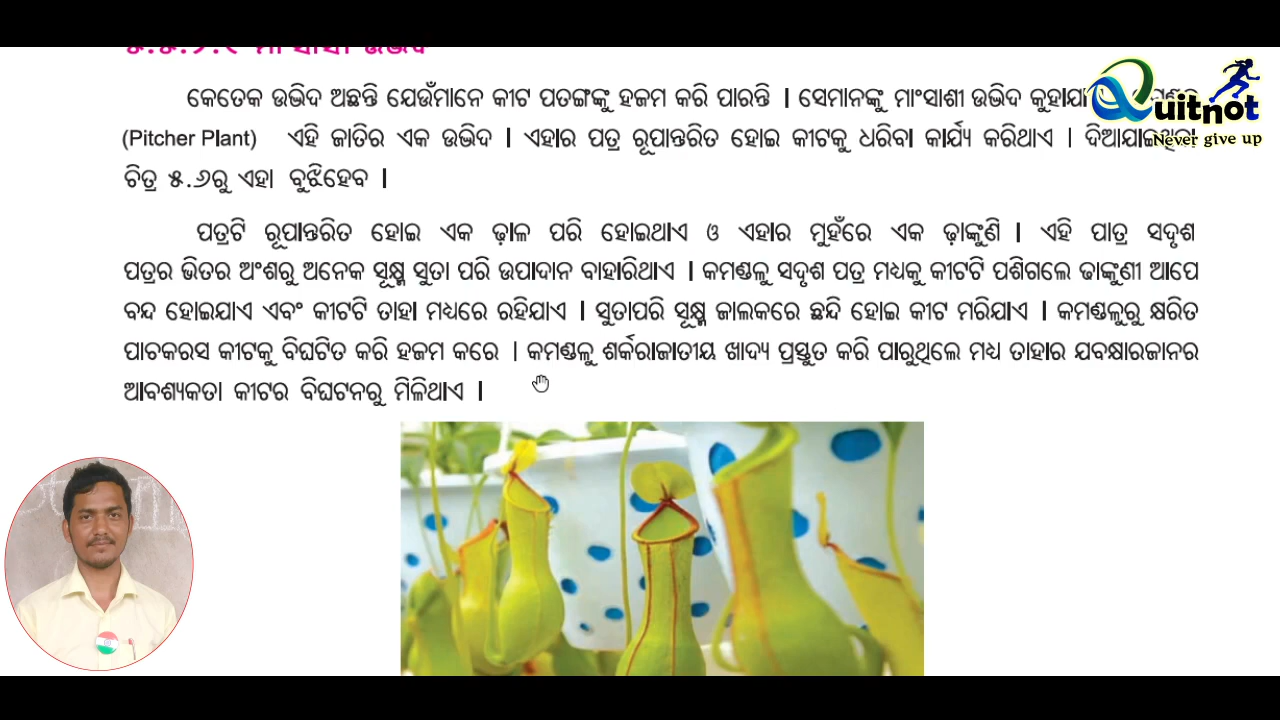 କେତେକ ଉଦ୍ଭିଦ ଅଛନ୍ତି ଯେଉଁମାନେ କୀଟ ପତଙ୍ଗଙ୍କୁ ହଜମ କରି ପାରନ୍ତି । ସେମାନଙ୍କୁ ମାଂସାଶୀ ଉଦ୍ଭିଦ
Quitnot
(Pitcher Plant) ଏହି ଜାତିର ଏକ ଉଦ୍ଭିଦ । ଏହାର ପତ୍ର ରୂପାନ୍ତରିତ ହୋଇ କୀଟକୁ ଧରିବା କାର୍ଯ୍ୟ କରିଥାଏ ।
Never give up
ଚିତ୍ର ୫.୬ରୁ ଏହା ବୁଝିହେବ ।
ପତ୍ରଟି ରୂପାନ୍ତରିତ ହୋଇ ଏକ ଢ଼ାଳ ପରି ହୋଇଥାଏ ଓ ଏହାର ମୁହଁରେ ଏକ ଢ଼ାଙ୍କୁଣି । ଏହି ପାତ୍ର ସଦୃଶ
ପତ୍ରର ଭିତର ଅଂଶରୁ ଅନେକ ସୂକ୍ଷ୍ମ ସୁତା ପରି ଉପାଦାନ ବାହାରିଥାଏ । କମଣ୍ଡଳୁ ସଦୃଶ ପତ୍ର ମଧ୍ୟକୁ କୀଟଟି ପଶିଗଲେ ଢାଙ୍କୁଣୀ ଆପେ
ବନ୍ଦ ହୋଇଯାଏ ଏବଂ କୀଟଟି ତାହା ମଧ୍ୟରେ ରହିଯାଏ । ସୁତାପରି ସୂକ୍ଷ୍ମ ଜାଲକରେ ଛନ୍ଦି ହୋଇ କୀଟ ମରିଯାଏ । କମଣ୍ଡଳୁରୁ କ୍ଷରିତ
ପାଚକରସ କୀଟକୁ ବିଘଟିତ କରି ହଜମ କରେ । କମଣ୍ଡଳୁ ଶର୍କରାଜାତୀୟ ଖାଦ୍ୟ ପ୍ରସ୍ତୁତ କରି ପାରୁଥିଲେ ମଧ୍ୟ ତାହାର ଯବକ୍ଷାରଜାନର
ଆବଶ୍ୟକତା କୀଟର ବିଘଟନରୁ ମିଳିଥାଏ ।